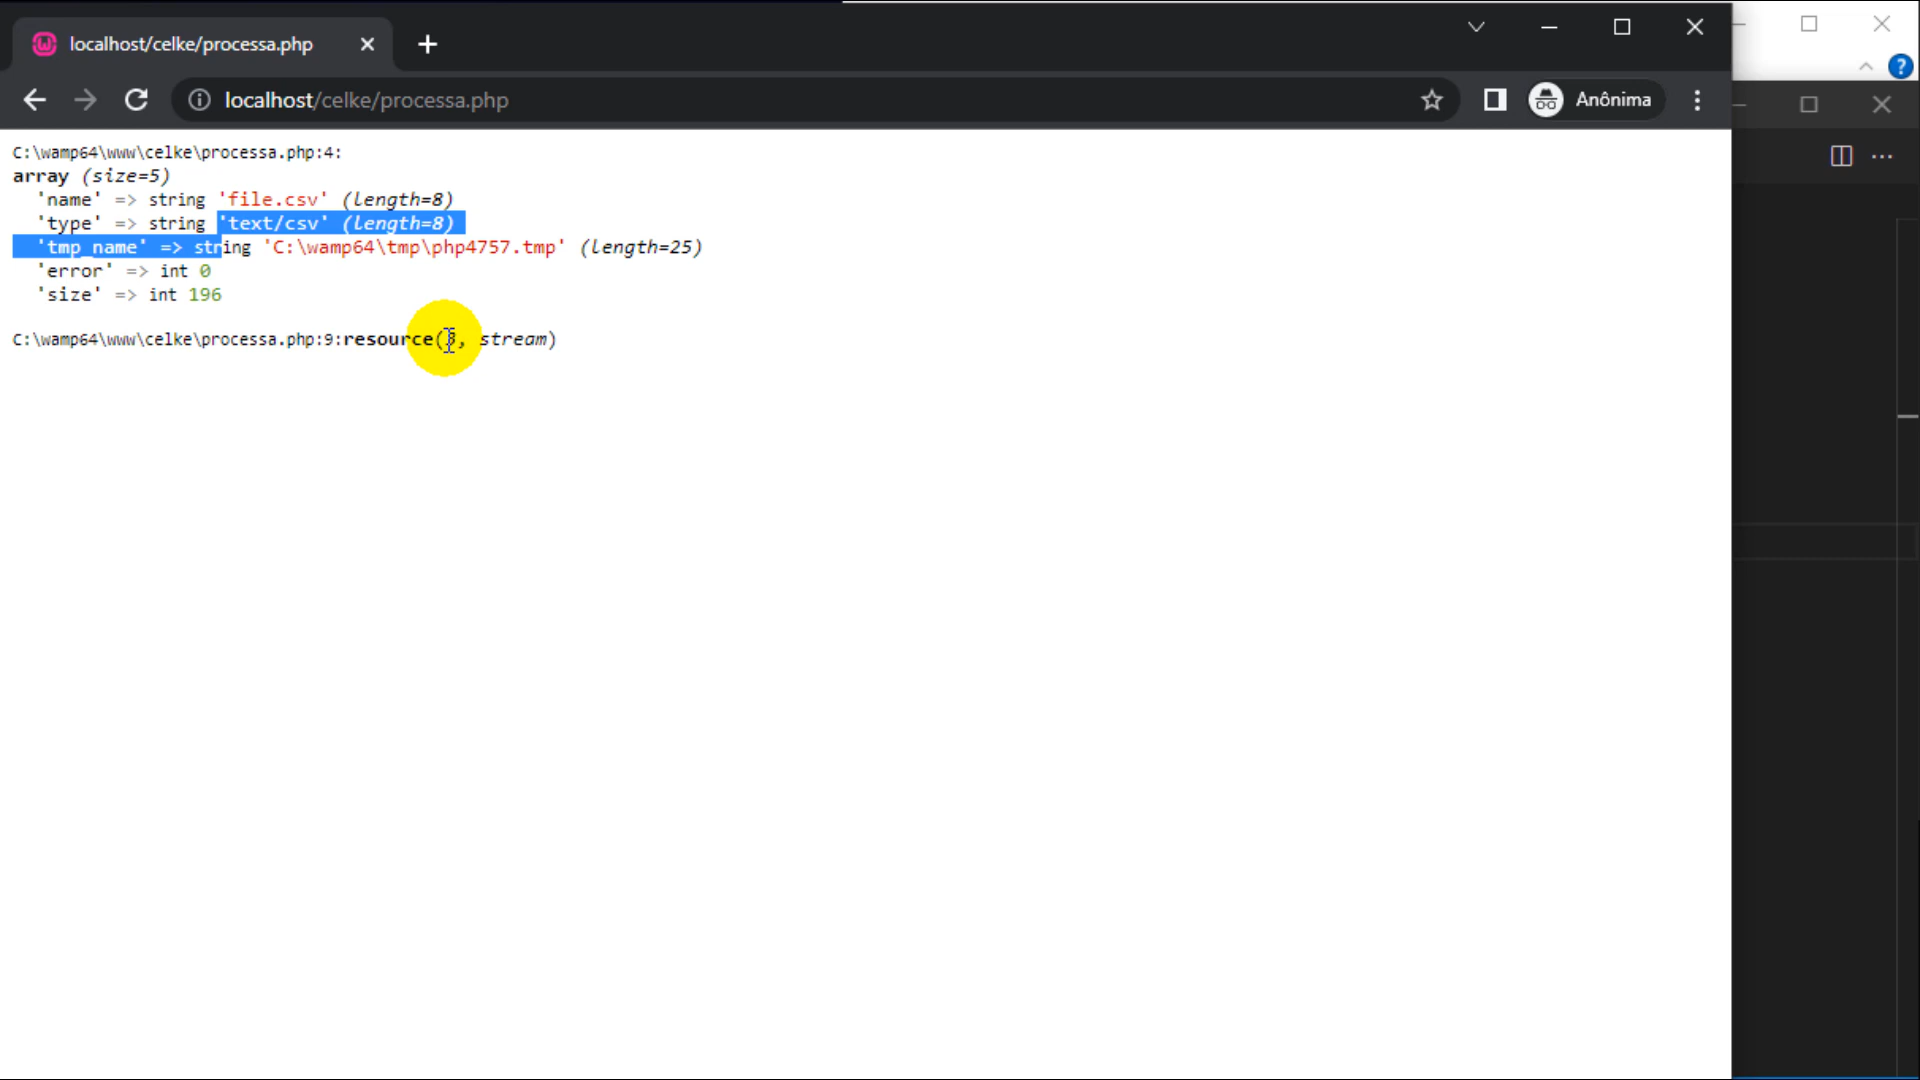 localhost/celke/processa.php
localhost/celke/processa.php
Anônima
C:\wamp64\www\celke\processa.php:4:
array (size=5)
'name' => string 'file.csv' (length=8)
'type' => string 'text/csv' (length=8)
'tmp_name' => string 'C:\wamp64\tmp\php4757.tmp' (length=25)
'error' => int 0
'size' => int 196
C:\wamp64\www\celke\processa.php:9:resource(, stream)